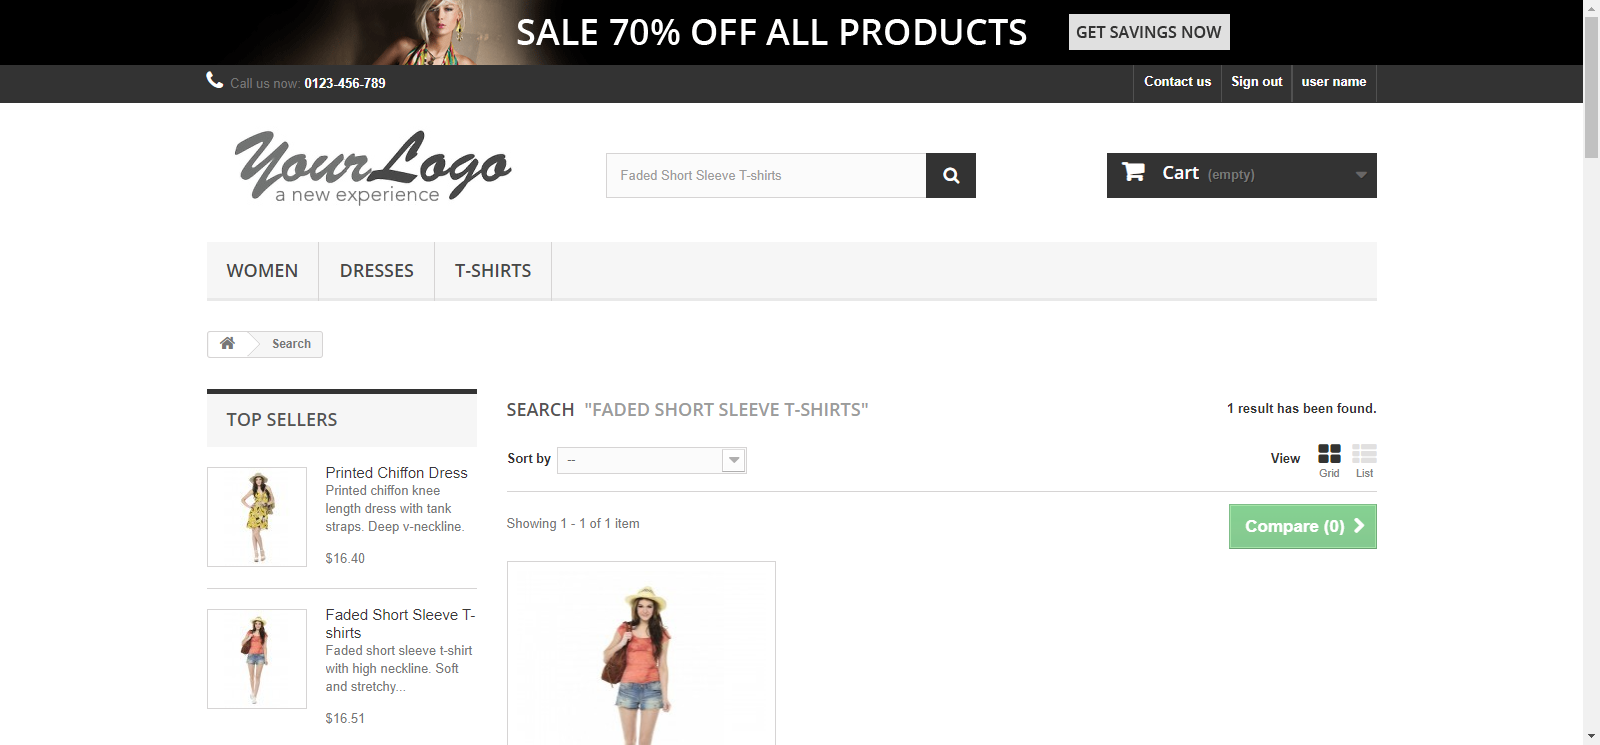 SALE 70% OFF ALL PRODUCTS
GET SAVINGS NOW
Call us now: 0123-456-789
Contact us
Sign out
user name
YourLogo
a new experience
Faded Short Sleeve T-shirts
Cart (empty)
WOMEN
DRESSES
T-SHIRTS
Search
TOP SELLERS
Printed Chiffon Dress
Printed chiffon knee
length dress with tank
straps. Deep v-neckline.
$16.40
Faded Short Sleeve T-
shirts
Faded short sleeve t-shirt
with high neckline. Soft
and stretchy...
$16.51
SEARCH "FADED SHORT SLEEVE T-SHIRTS"
1 result has been found.
Sort by --
View
Grid
List
Showing 1 - 1 of 1 item
Compare (0)